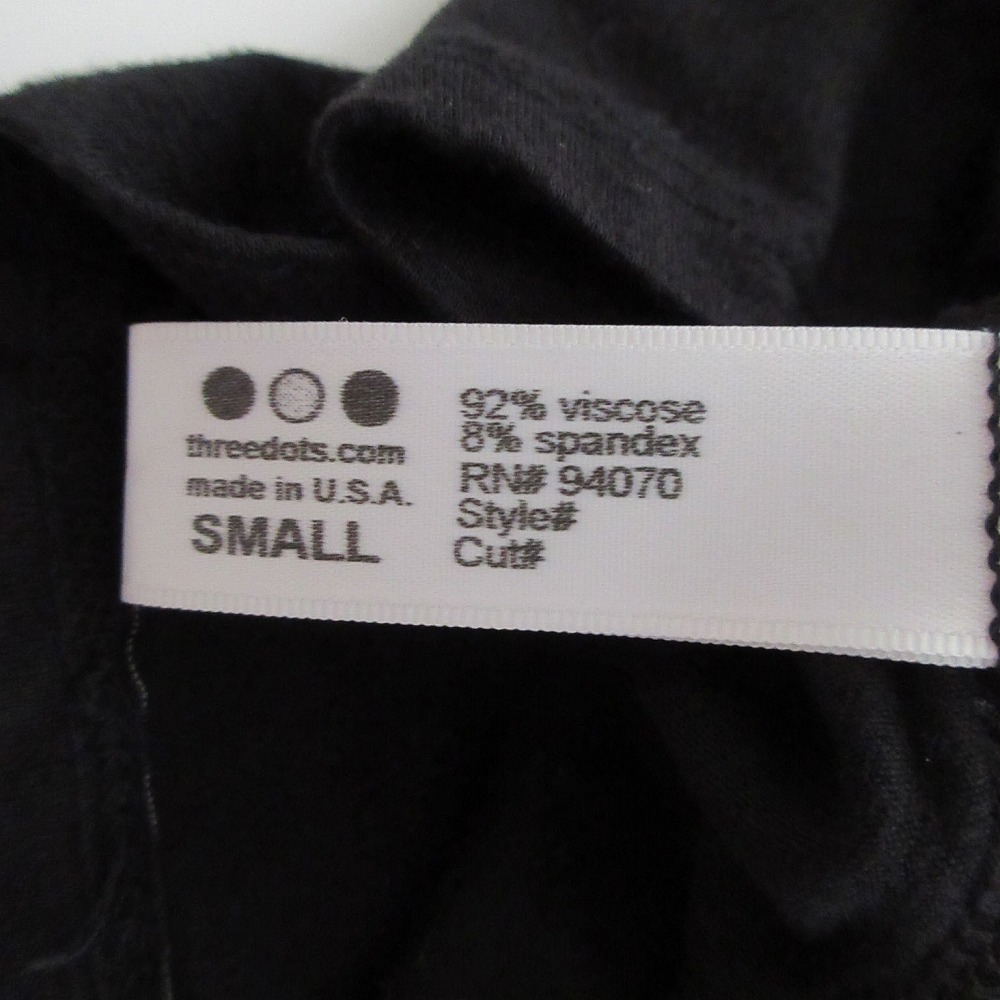 threedots.com
made in U.S.A.
SMALL
92% viscose
8% spandex
RN# 94070
Style#
Cut#